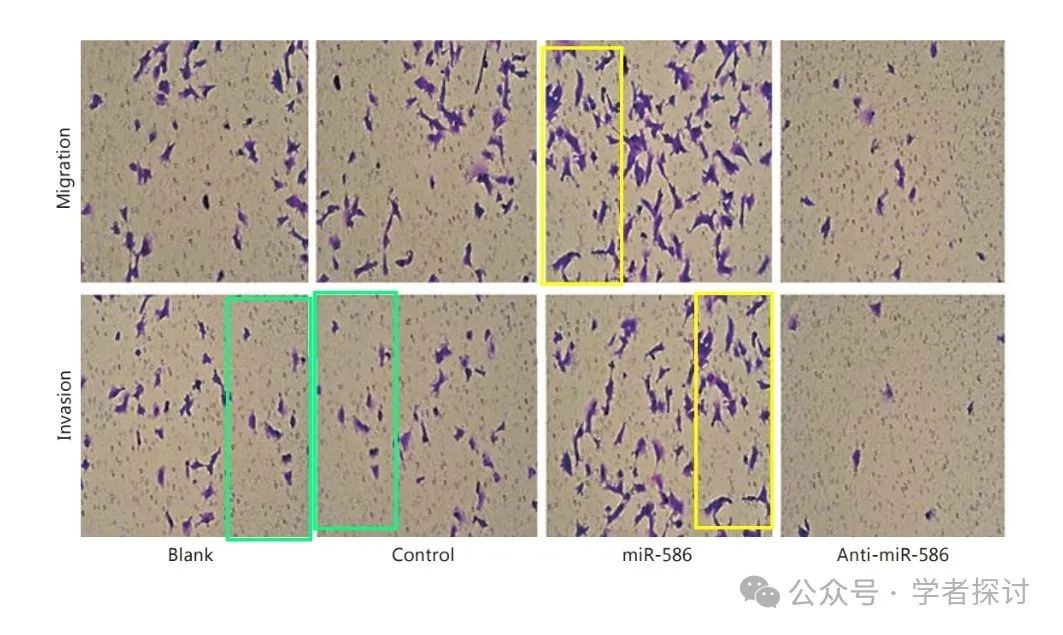 Migration
Invasion
Blank
Control
miR-586
Anti-miR-586
公众号 · 学者探讨